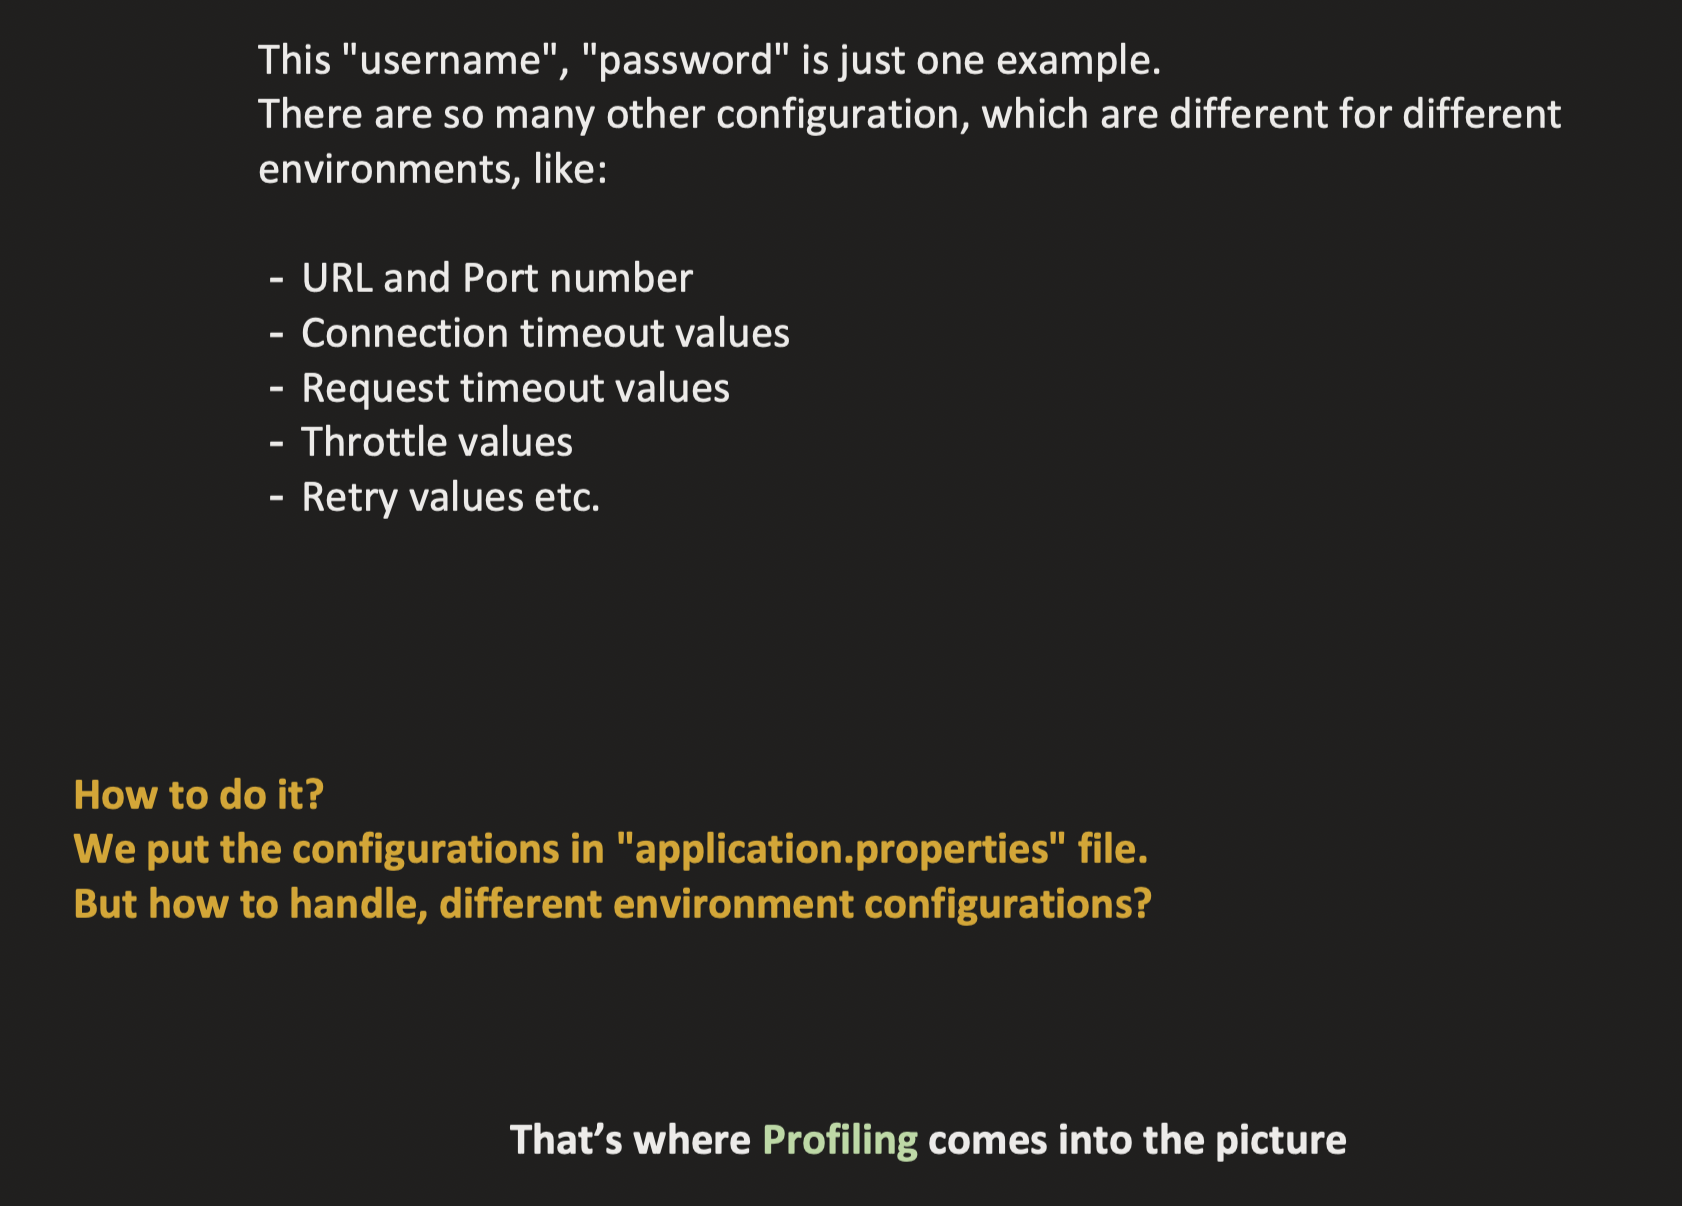 This "username", "password" is just one example.
There are so many other configuration, which are different for different
environments, like:
- URL and Port number
- Connection timeout values
- Request timeout values
- Throttle values
- Retry values etc.
How to do it?
We put the configurations in "application.properties" file.
But how to handle, different environment configurations?
That’s where Profiling comes into the picture